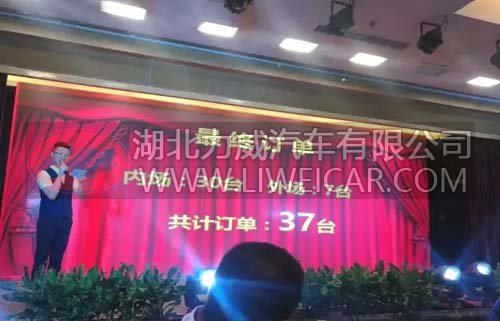 最终订单
湖北力威汽车有限公司
内场：30台 外场：7台
WWW.LIWEICAR.COM
共计订单：37台